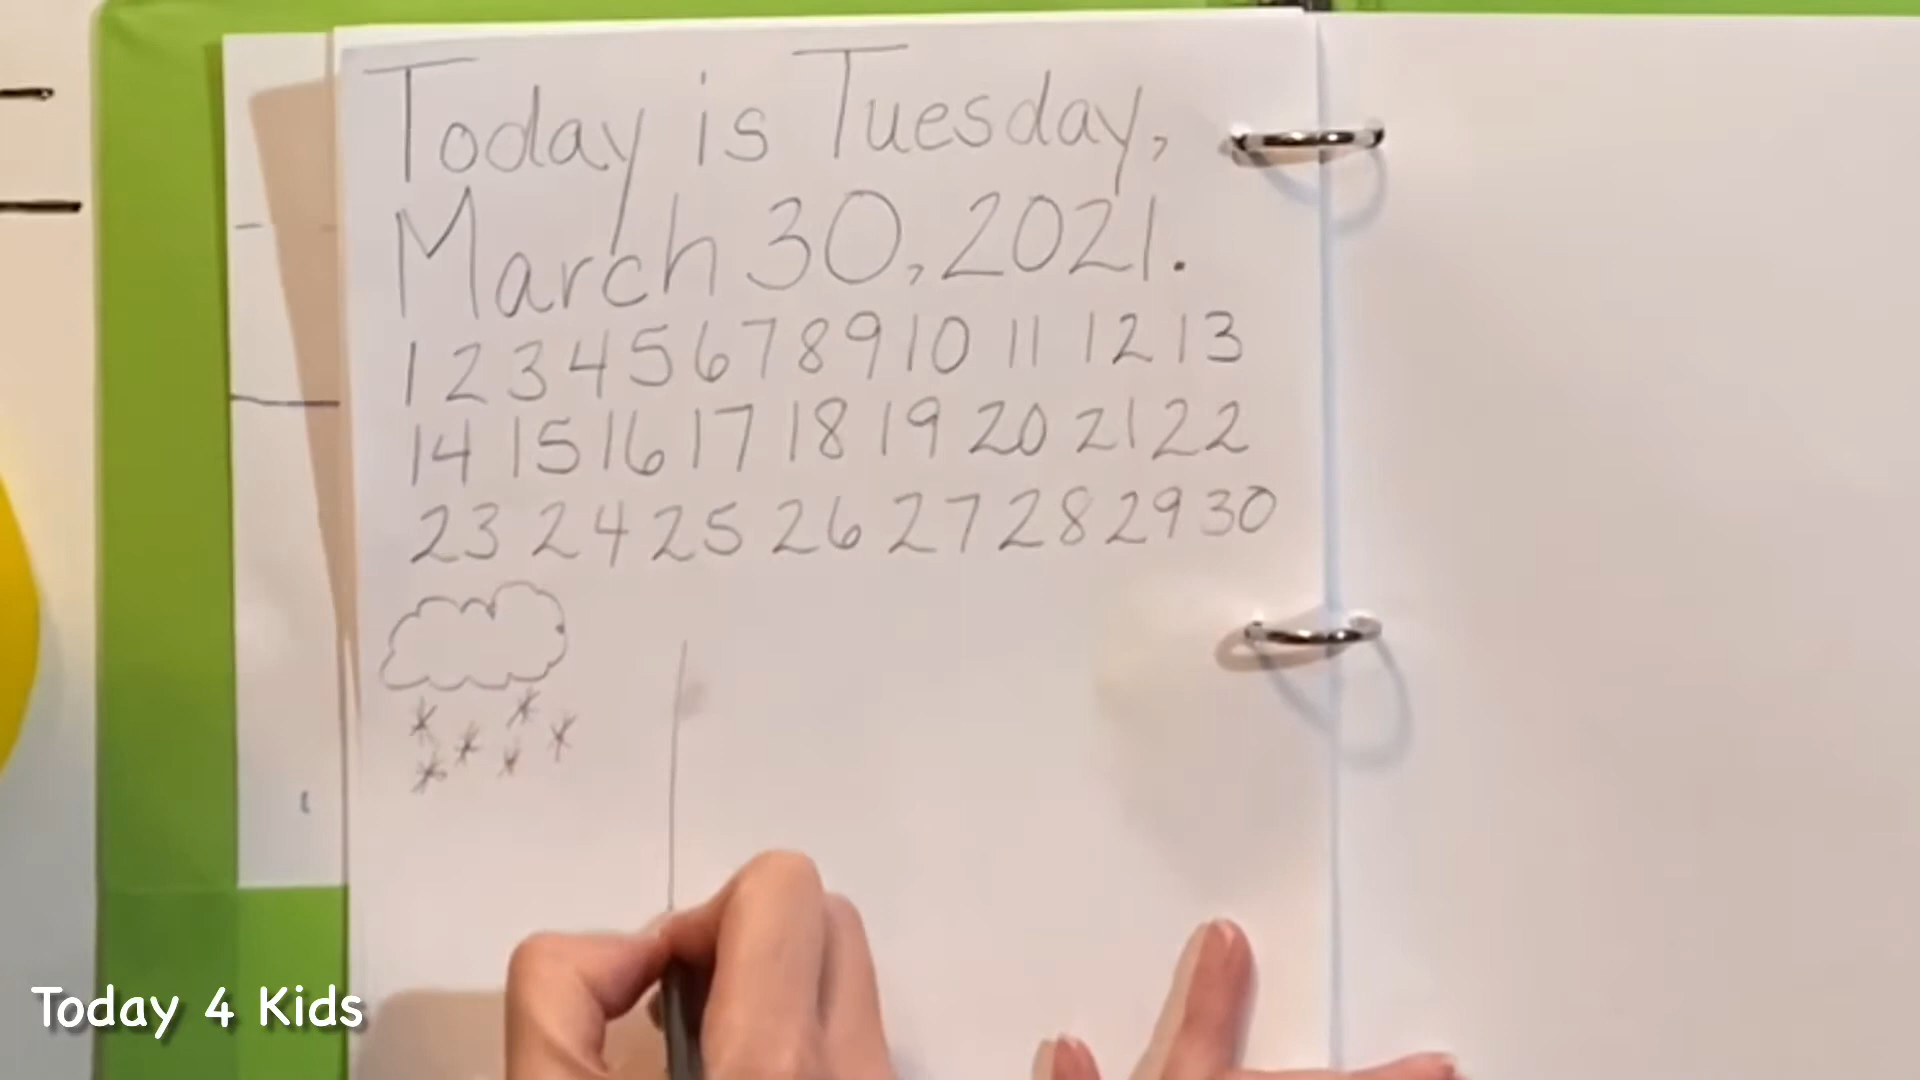 Today is Tuesday,
March 30, 2021.
1 2 3 4 5 6 7 8 9 10 11 12 13
14 15 16 17 18 19 20 21 22
23 24 25 26 27 28 29 30
Today 4 Kids